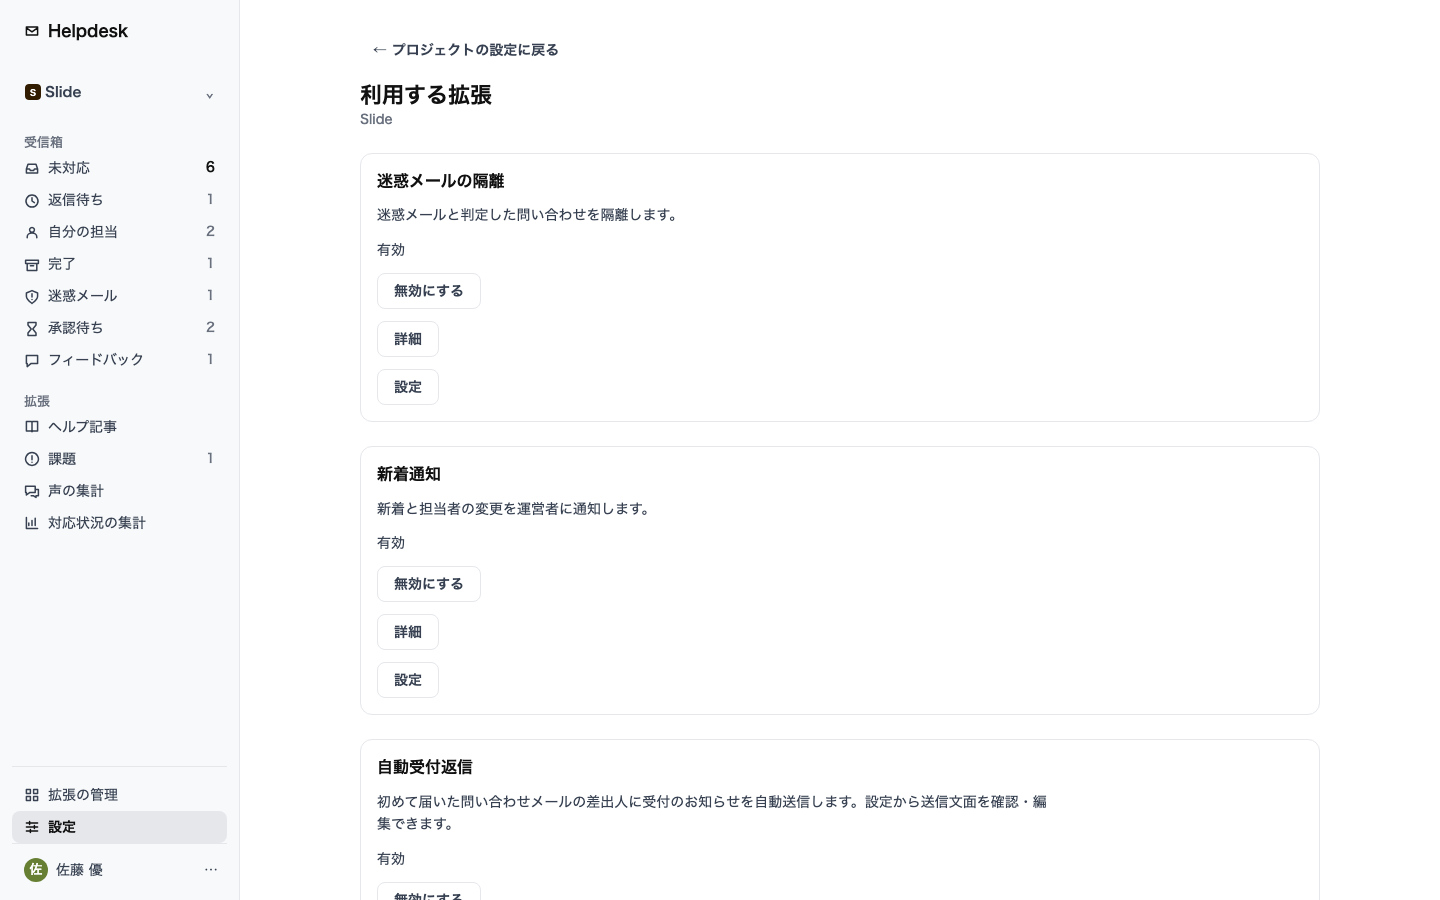 Helpdesk
S Slide
受信箱
未対応 6
返信待ち 1
自分の担当 2
完了 1
迷惑メール 1
承認待ち 2
フィードバック 1
拡張
ヘルプ記事
課題 1
声の集計
対応状況の集計
拡張の管理
設定
佐 佐藤 優 …
← プロジェクトの設定に戻る
利用する拡張
Slide
迷惑メールの隔離
迷惑メールと判定した問い合わせを隔離します。
有効
無効にする
詳細
設定
新着通知
新着と担当者の変更を運営者に通知します。
有効
無効にする
詳細
設定
自動受付返信
初めて届いた問い合わせメールの差出人に受付のお知らせを自動送信します。設定から送信文面を確認・編
集できます。
有効
無効にする